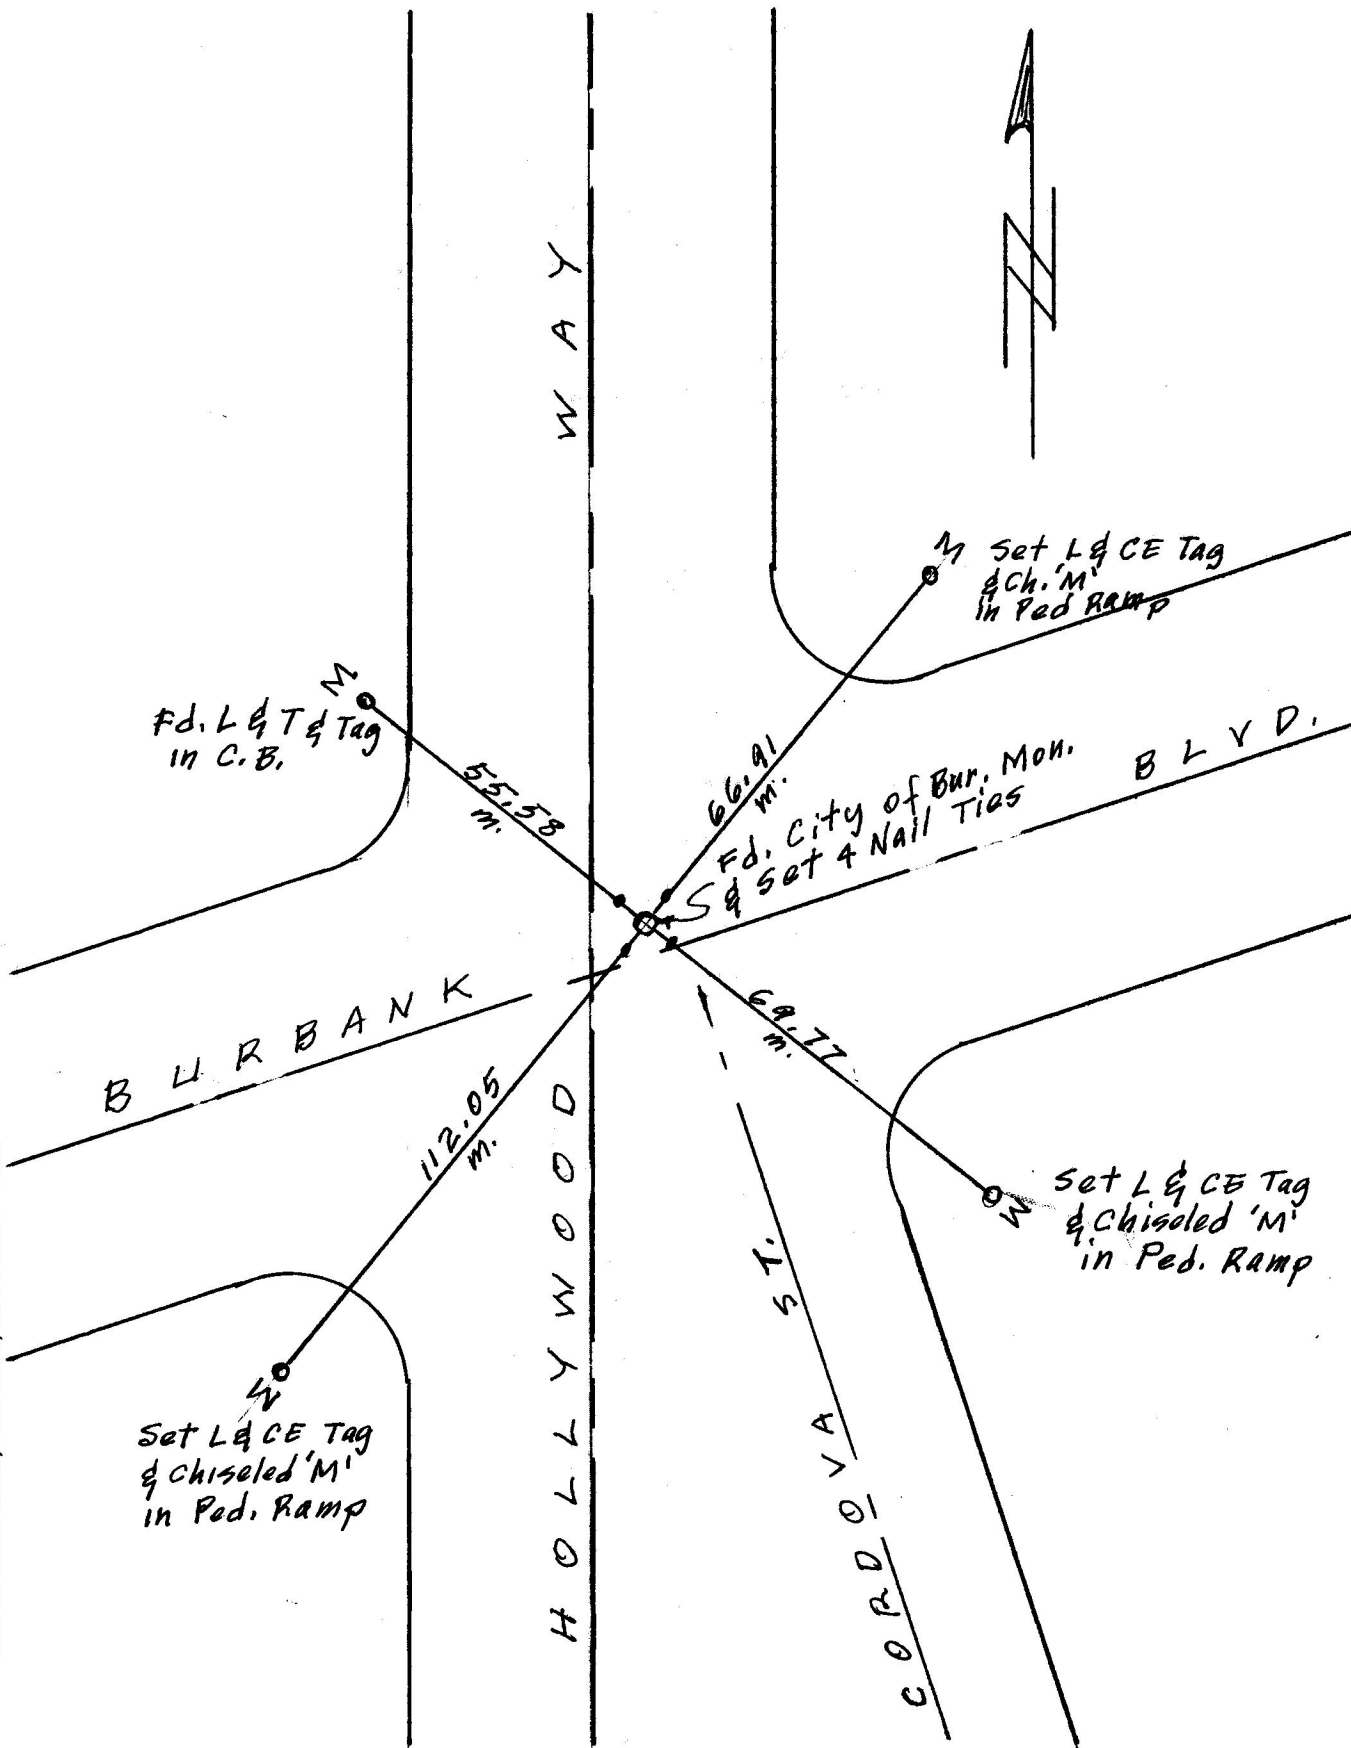 HOLLYWOOD WAY
N
M
Set L & CE Tag
& Ch. 'M'
in Ped Ramp
M
Fd. L & T & Tag
in C.B.
55.58
m.
66.91
m.
Fd. City of Bur. Mon.
& Set 4 Nail Ties
BURBANK BLVD.
69.77
m.
112.05
m.
M
Set L & CE Tag
& Chiseled 'M'
in Ped. Ramp
CORDOVA ST.
M
Set L & CE Tag
& Chiseled 'M'
in Ped. Ramp